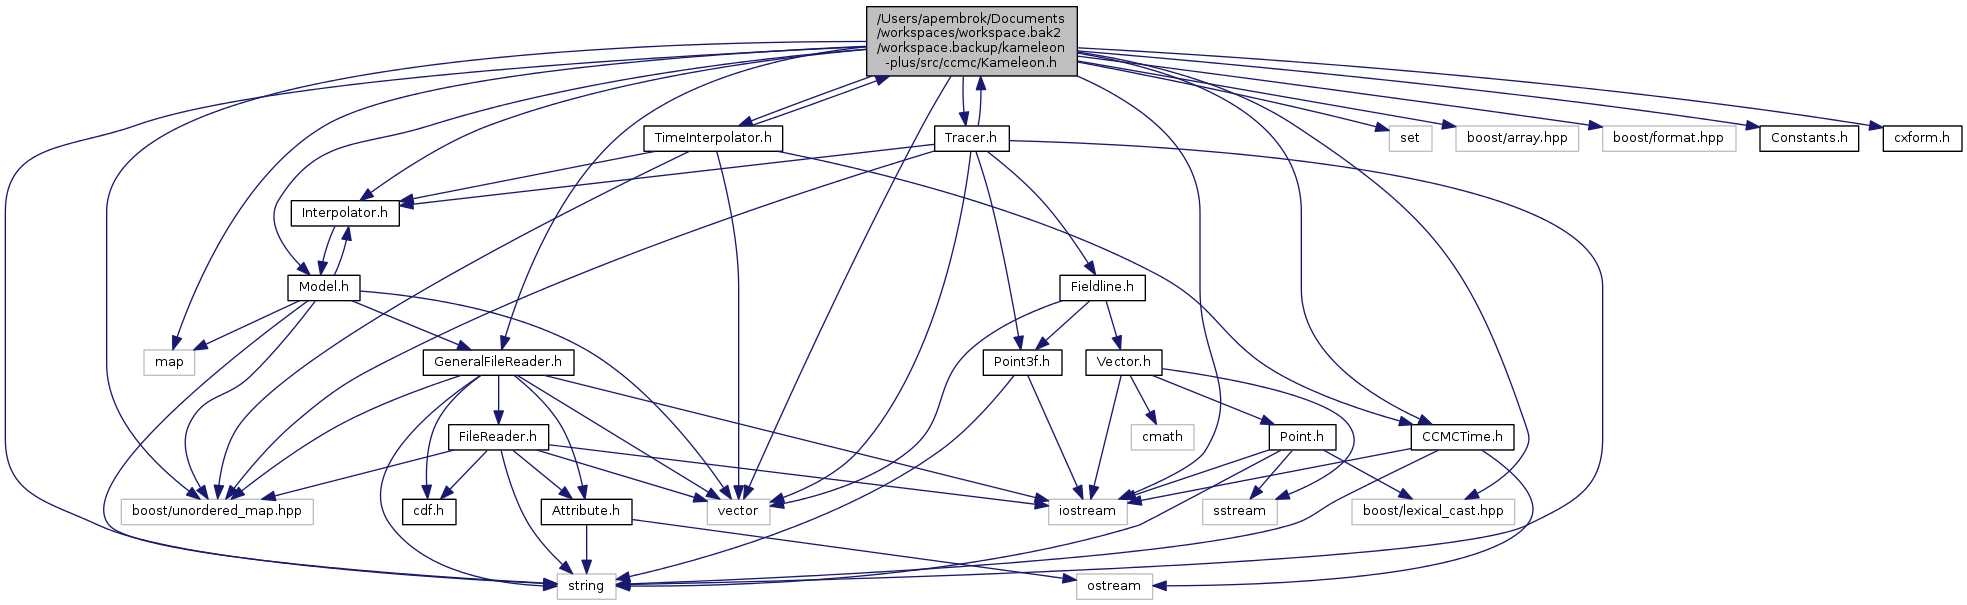 /Users/apembrok/Documents
/workspaces/workspace.bak2
/workspace.backup/kameleon
-plus/src/ccmc/Kameleon.h
TimeInterpolator.h
Tracer.h
set
boost/array.hpp
boost/format.hpp
Constants.h
cxform.h
Interpolator.h
Model.h
Fieldline.h
map
GeneralFileReader.h
Point3f.h
Vector.h
FileReader.h
cmath
Point.h
CCMCTime.h
boost/unordered_map.hpp
cdf.h
Attribute.h
vector
iostream
sstream
boost/lexical_cast.hpp
string
ostream